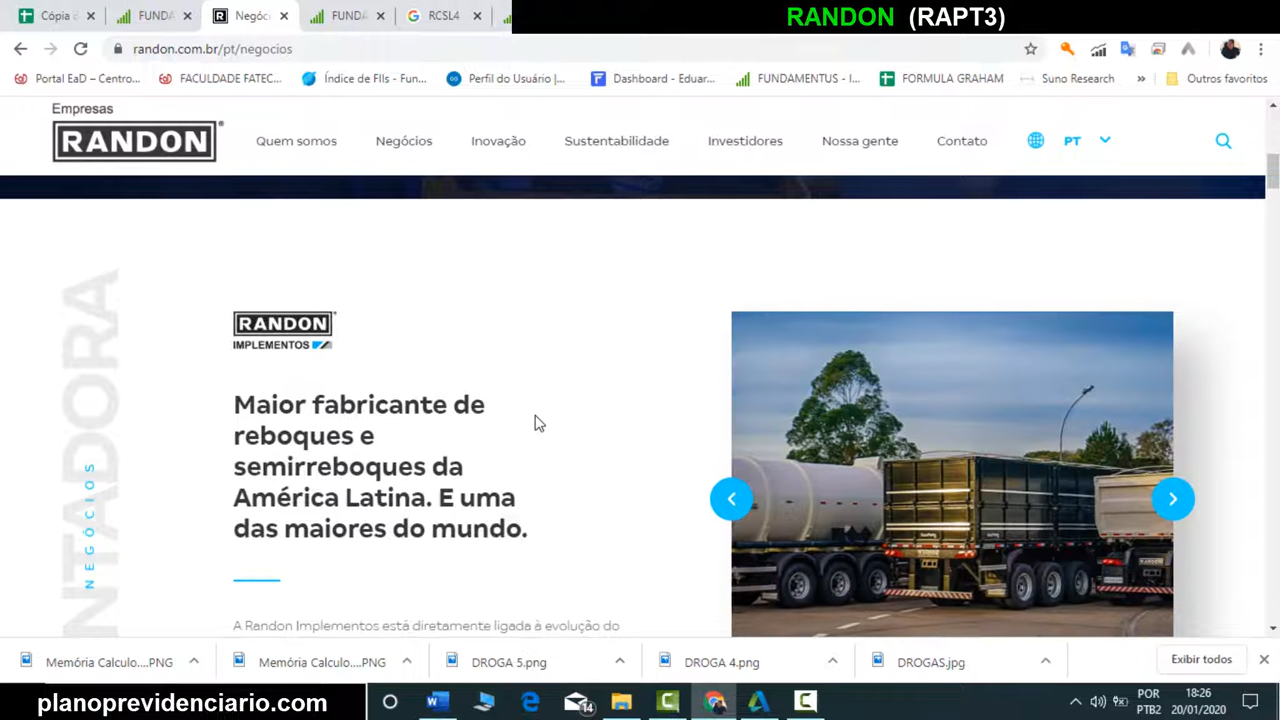 RANDON (RAPT3)
Cópia d
FUNDA
Negóc
FUNDA
RCSL4
randon.com.br/pt/negocios
Portal EaD – Centro...
FACULDADE FATEC...
Índice de FIIs - Fun...
Perfil do Usuário |...
Dashboard - Eduar...
FUNDAMENTUS - I...
FORMULA GRAHAM
Suno Research
»
Outros favoritos
Empresas
RANDON
Quem somos
Negócios
Inovação
Sustentabilidade
Investidores
Nossa gente
Contato
PT
NTADORA
NEGÓCIOS
RANDON
IMPLEMENTOS
Maior fabricante de
reboques e
semirreboques da
América Latina. E uma
das maiores do mundo.
A Randon Implementos está diretamente ligada à evolução do
RANDON
Memória Calculo....PNG
Memória Calculo....PNG
DROGA 5.png
DROGA 4.png
DROGAS.jpg
Exibir todos
planoprevidenciario.com
14
POR
PTB2
18:26
20/01/2020